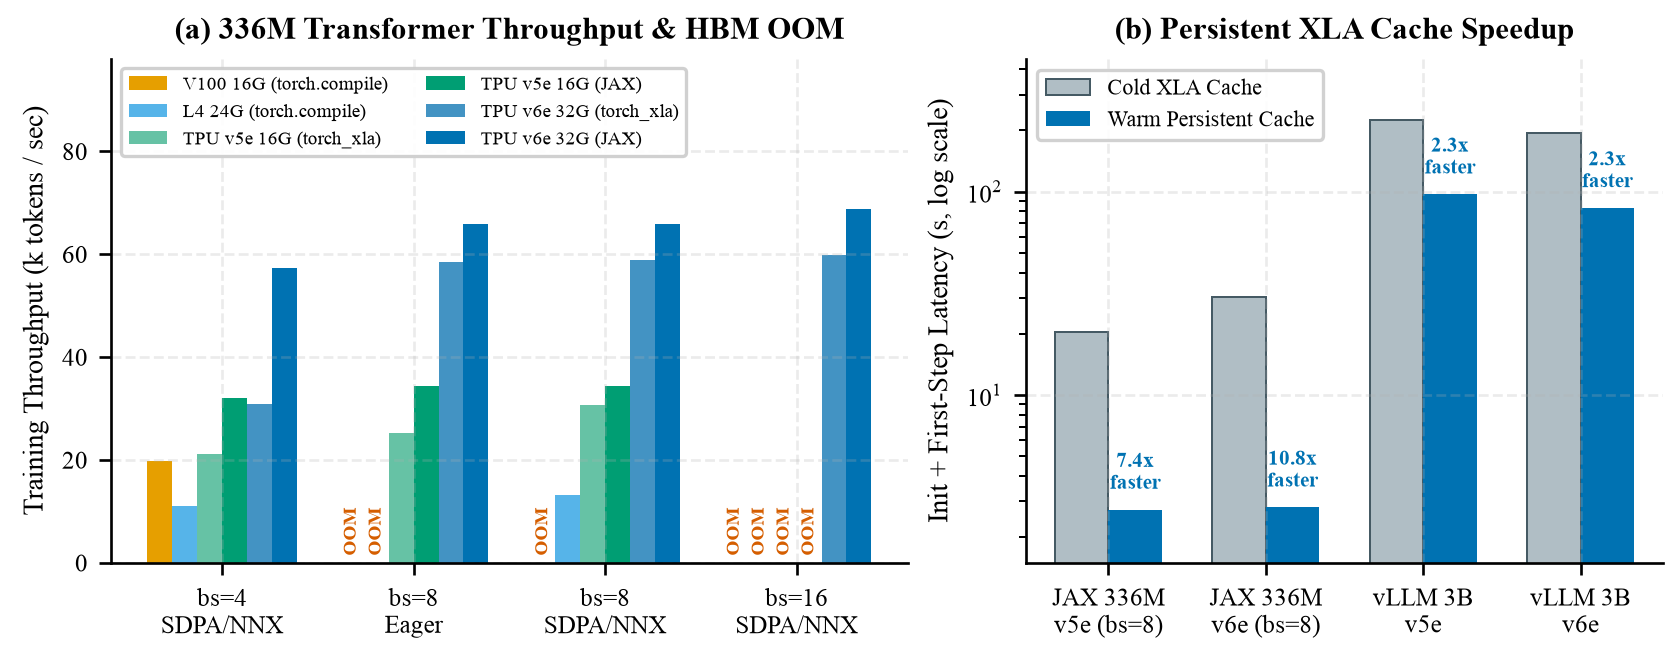 (a) 336M Transformer Throughput & HBM OOM
Training Throughput (k tokens / sec)
V100 16G (torch.compile)
L4 24G (torch.compile)
TPU v5e 16G (torch_xla)
TPU v5e 16G (JAX)
TPU v6e 32G (torch_xla)
TPU v6e 32G (JAX)
80
60
40
20
0
OOM
OOM
OOM
OOM
OOM
OOM
OOM
bs=4
SDPA/NNX
bs=8
Eager
bs=8
SDPA/NNX
bs=16
SDPA/NNX
(b) Persistent XLA Cache Speedup
Init + First-Step Latency (s, log scale)
Cold XLA Cache
Warm Persistent Cache
10²
10¹
7.4x
faster
10.8x
faster
2.3x
faster
2.3x
faster
JAX 336M
v5e (bs=8)
JAX 336M
v6e (bs=8)
vLLM 3B
v5e
vLLM 3B
v6e